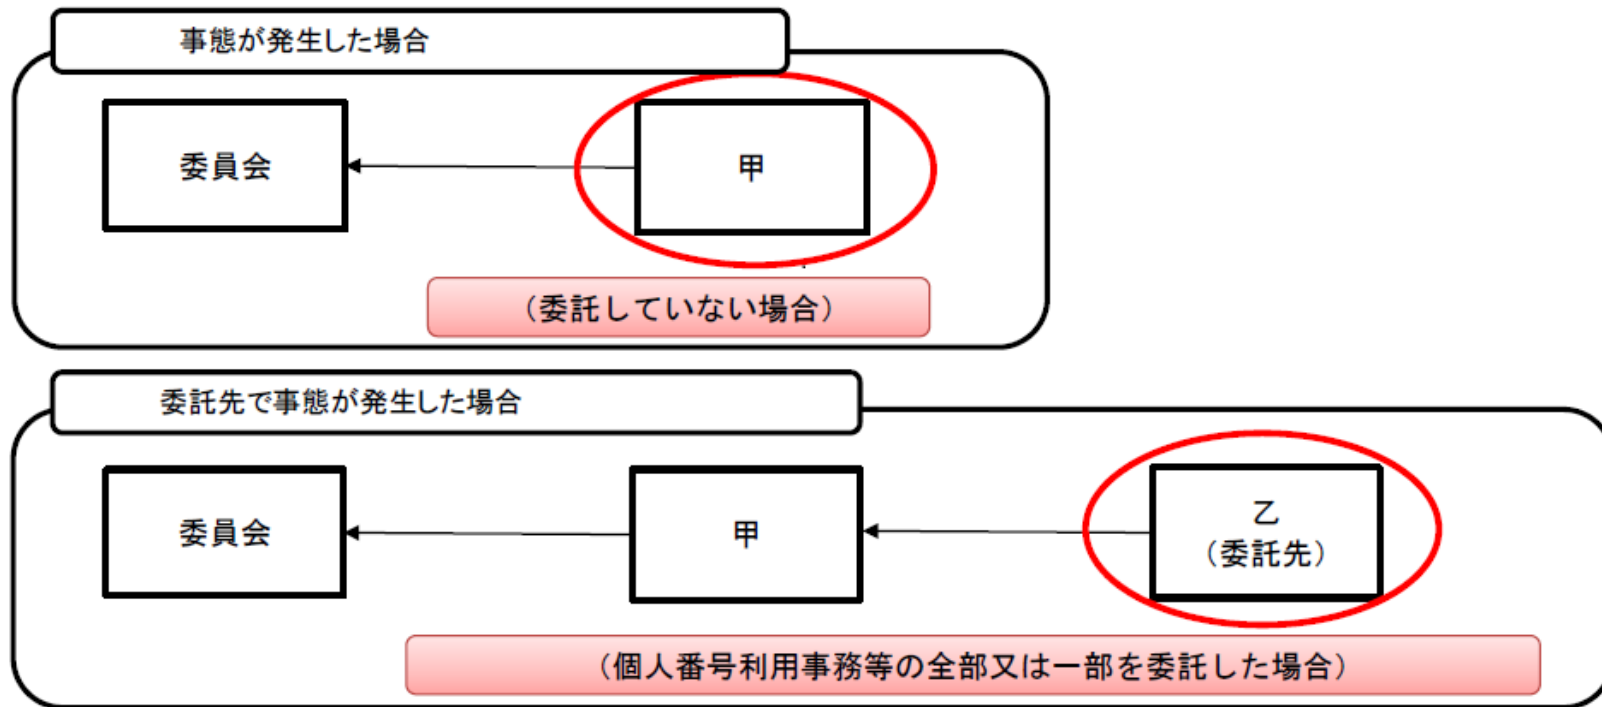 事態が発生した場合
委員会
甲
（委託していない場合）
委託先で事態が発生した場合
委員会
甲
乙
（委託先）
（個人番号利用事務等の全部又は一部を委託した場合）